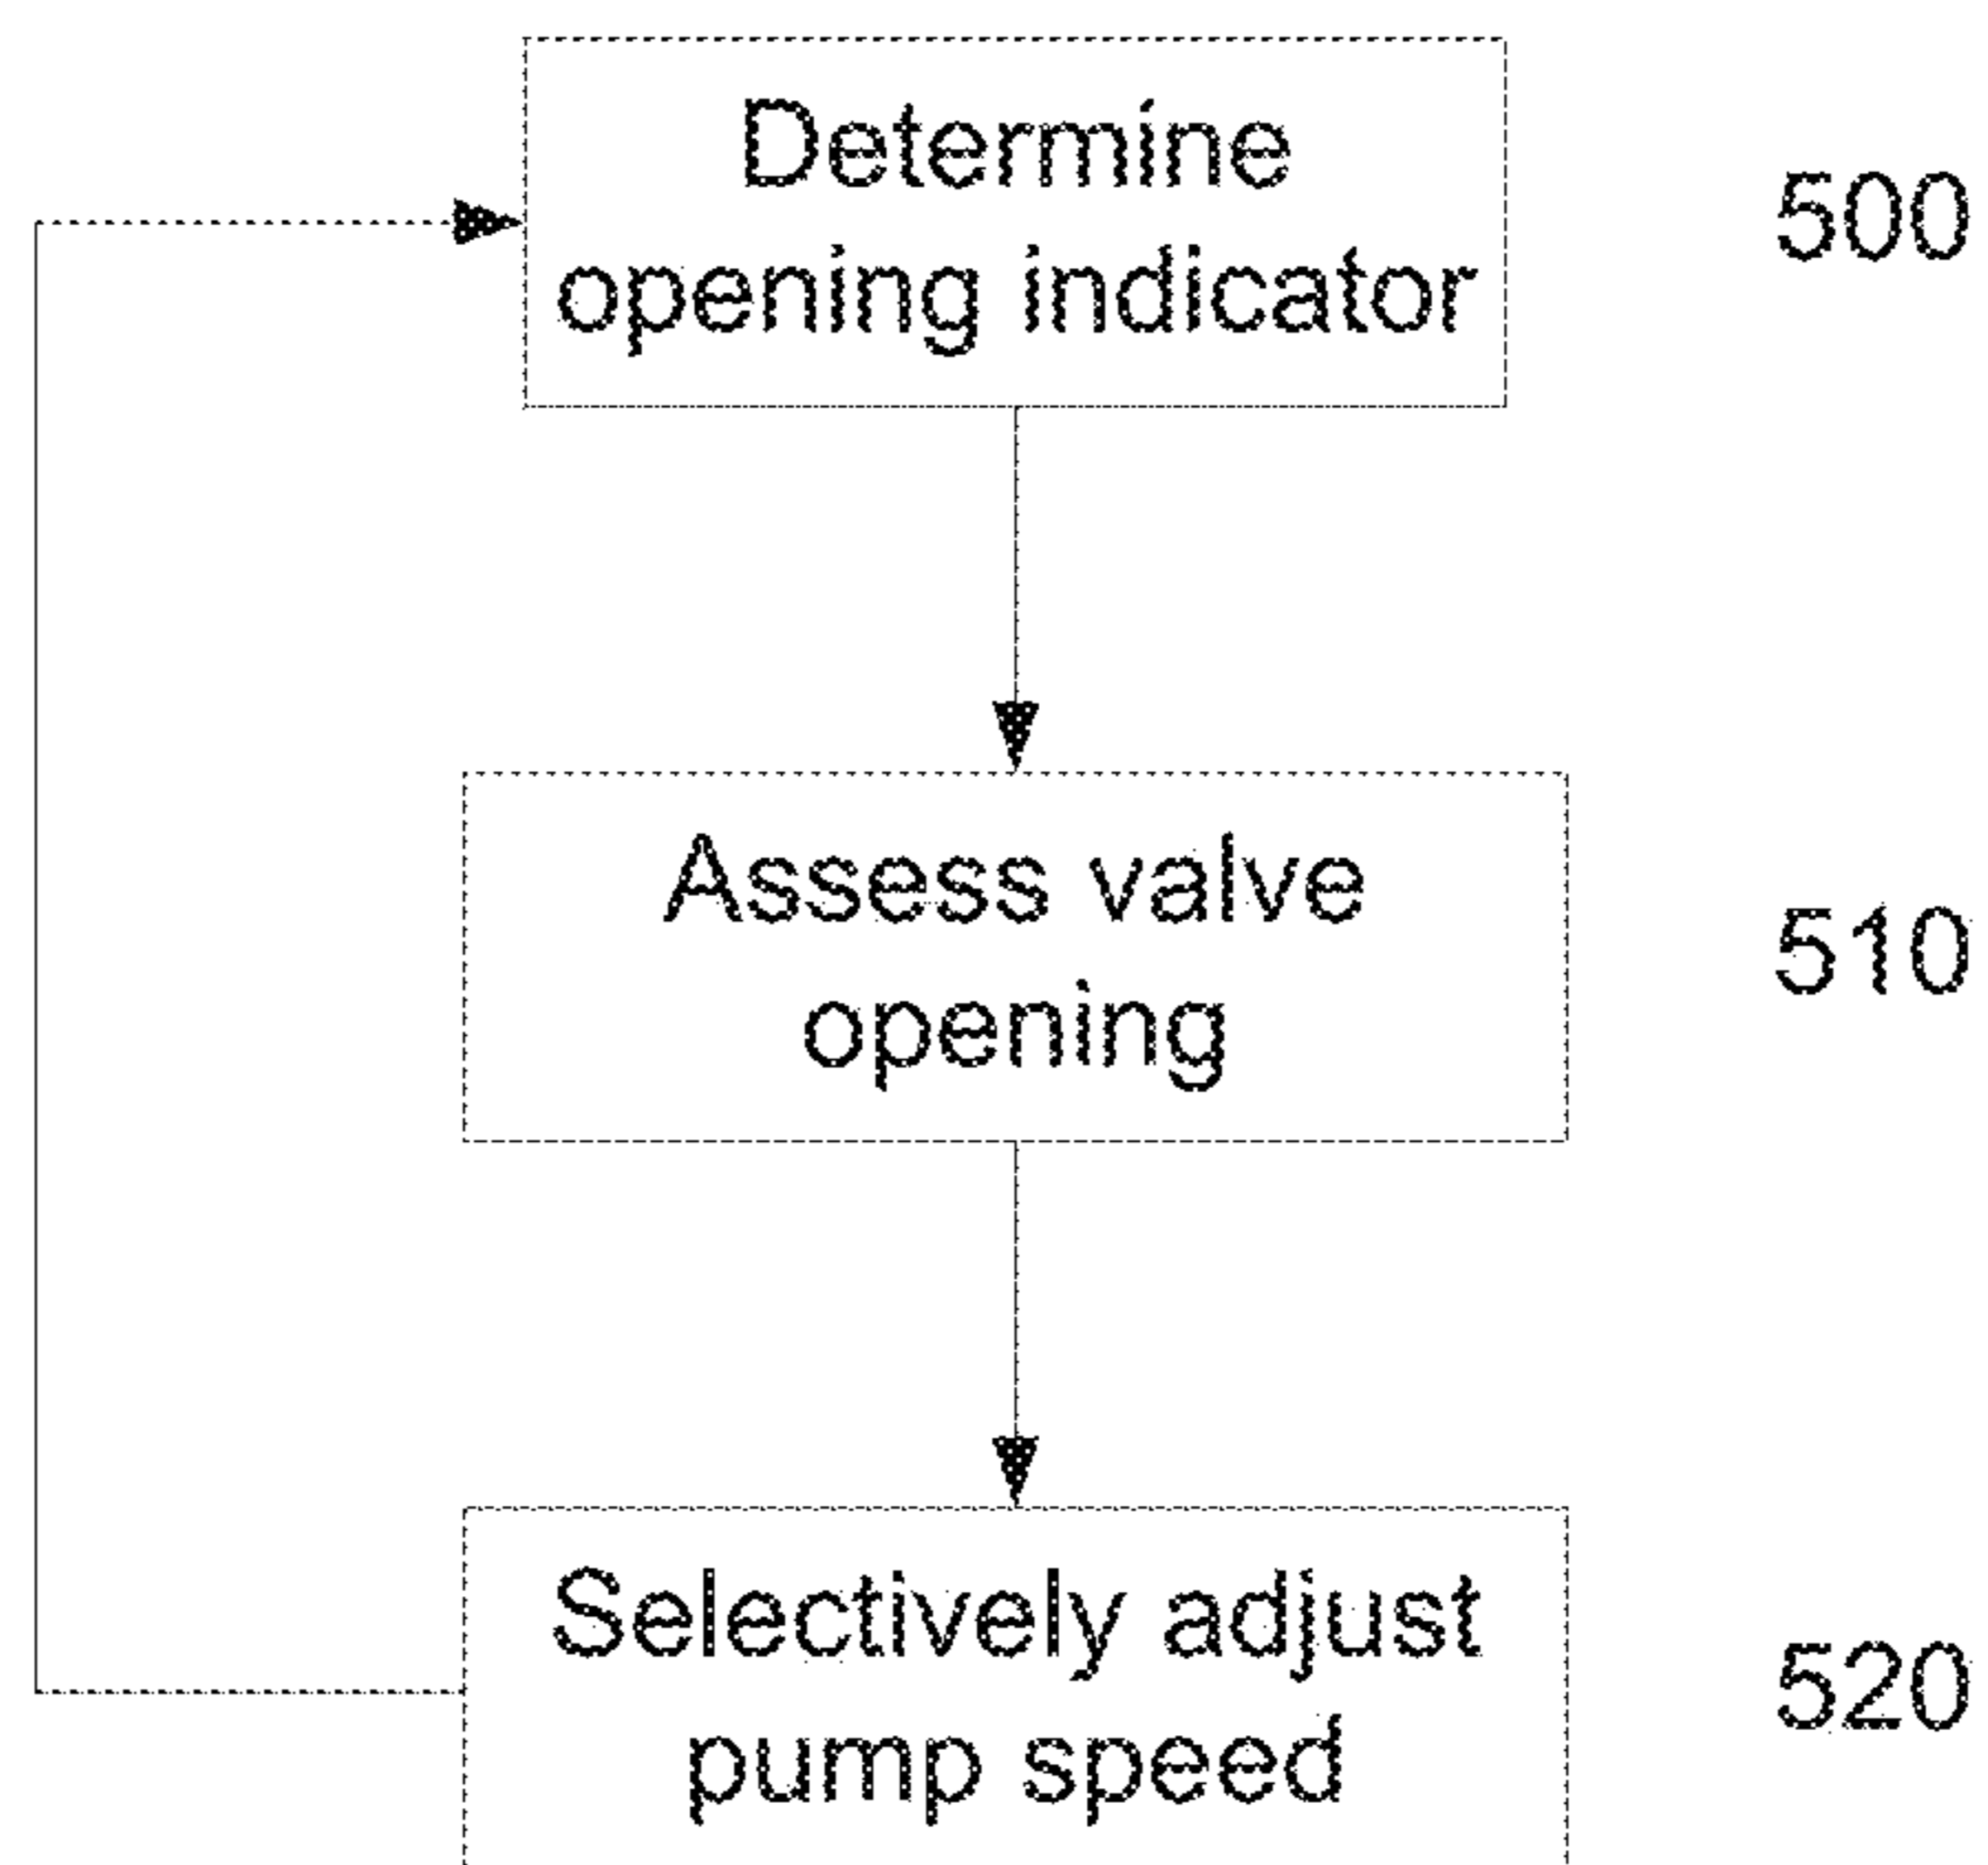 Determine
opening indicator
500
Assess valve
opening
510
Selectively adjust
pump speed
520